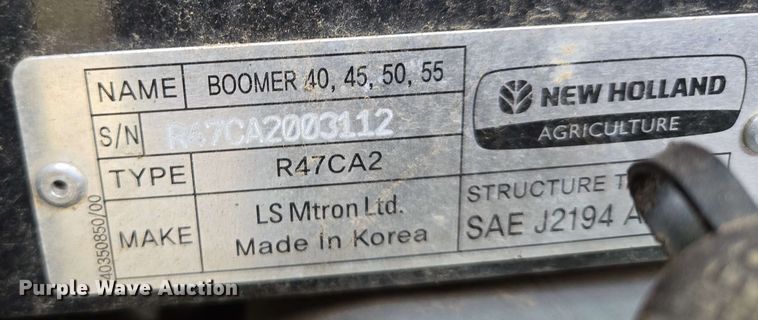 NAME BOOMER 40, 45, 50, 55
S/N R47CA2003112
TYPE R47CA2
MAKE LS Mtron Ltd.
Made in Korea
NEW HOLLAND
AGRICULTURE
STRUCTURE
SAE J2194
40350850/00
Purple Wave Auction